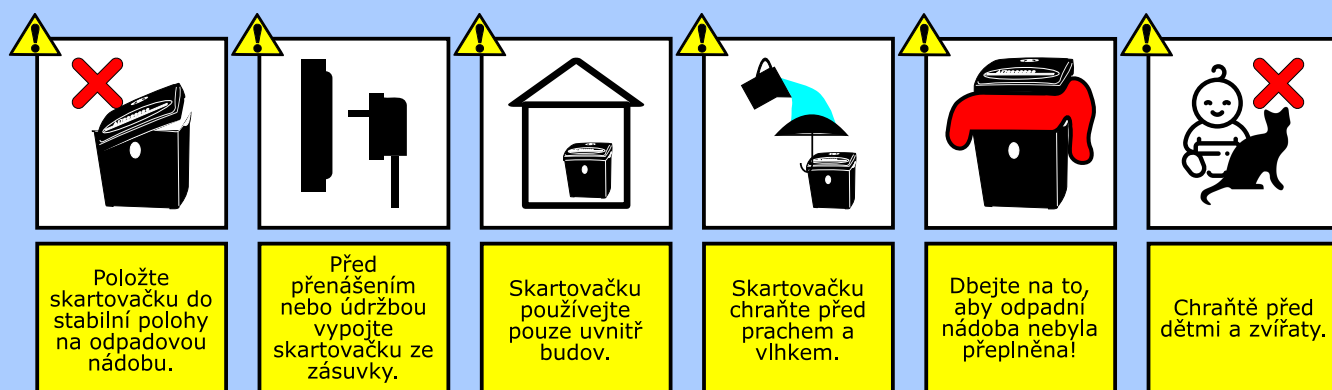 Položte
skartovačku do
stabilní polohy
na odpadovou
nádobu.
Před
přenášením
nebo údržbou
vypojte
skartovačku ze
zásuvky.
Skartovačku
používejte
pouze uvnitř
budov.
Skartovačku
chraňte před
prachem a
vlhkem.
Dbejte na to,
aby odpadní
nádoba nebyla
přeplněna!
Chraňtě před
dětmi a zvířaty.